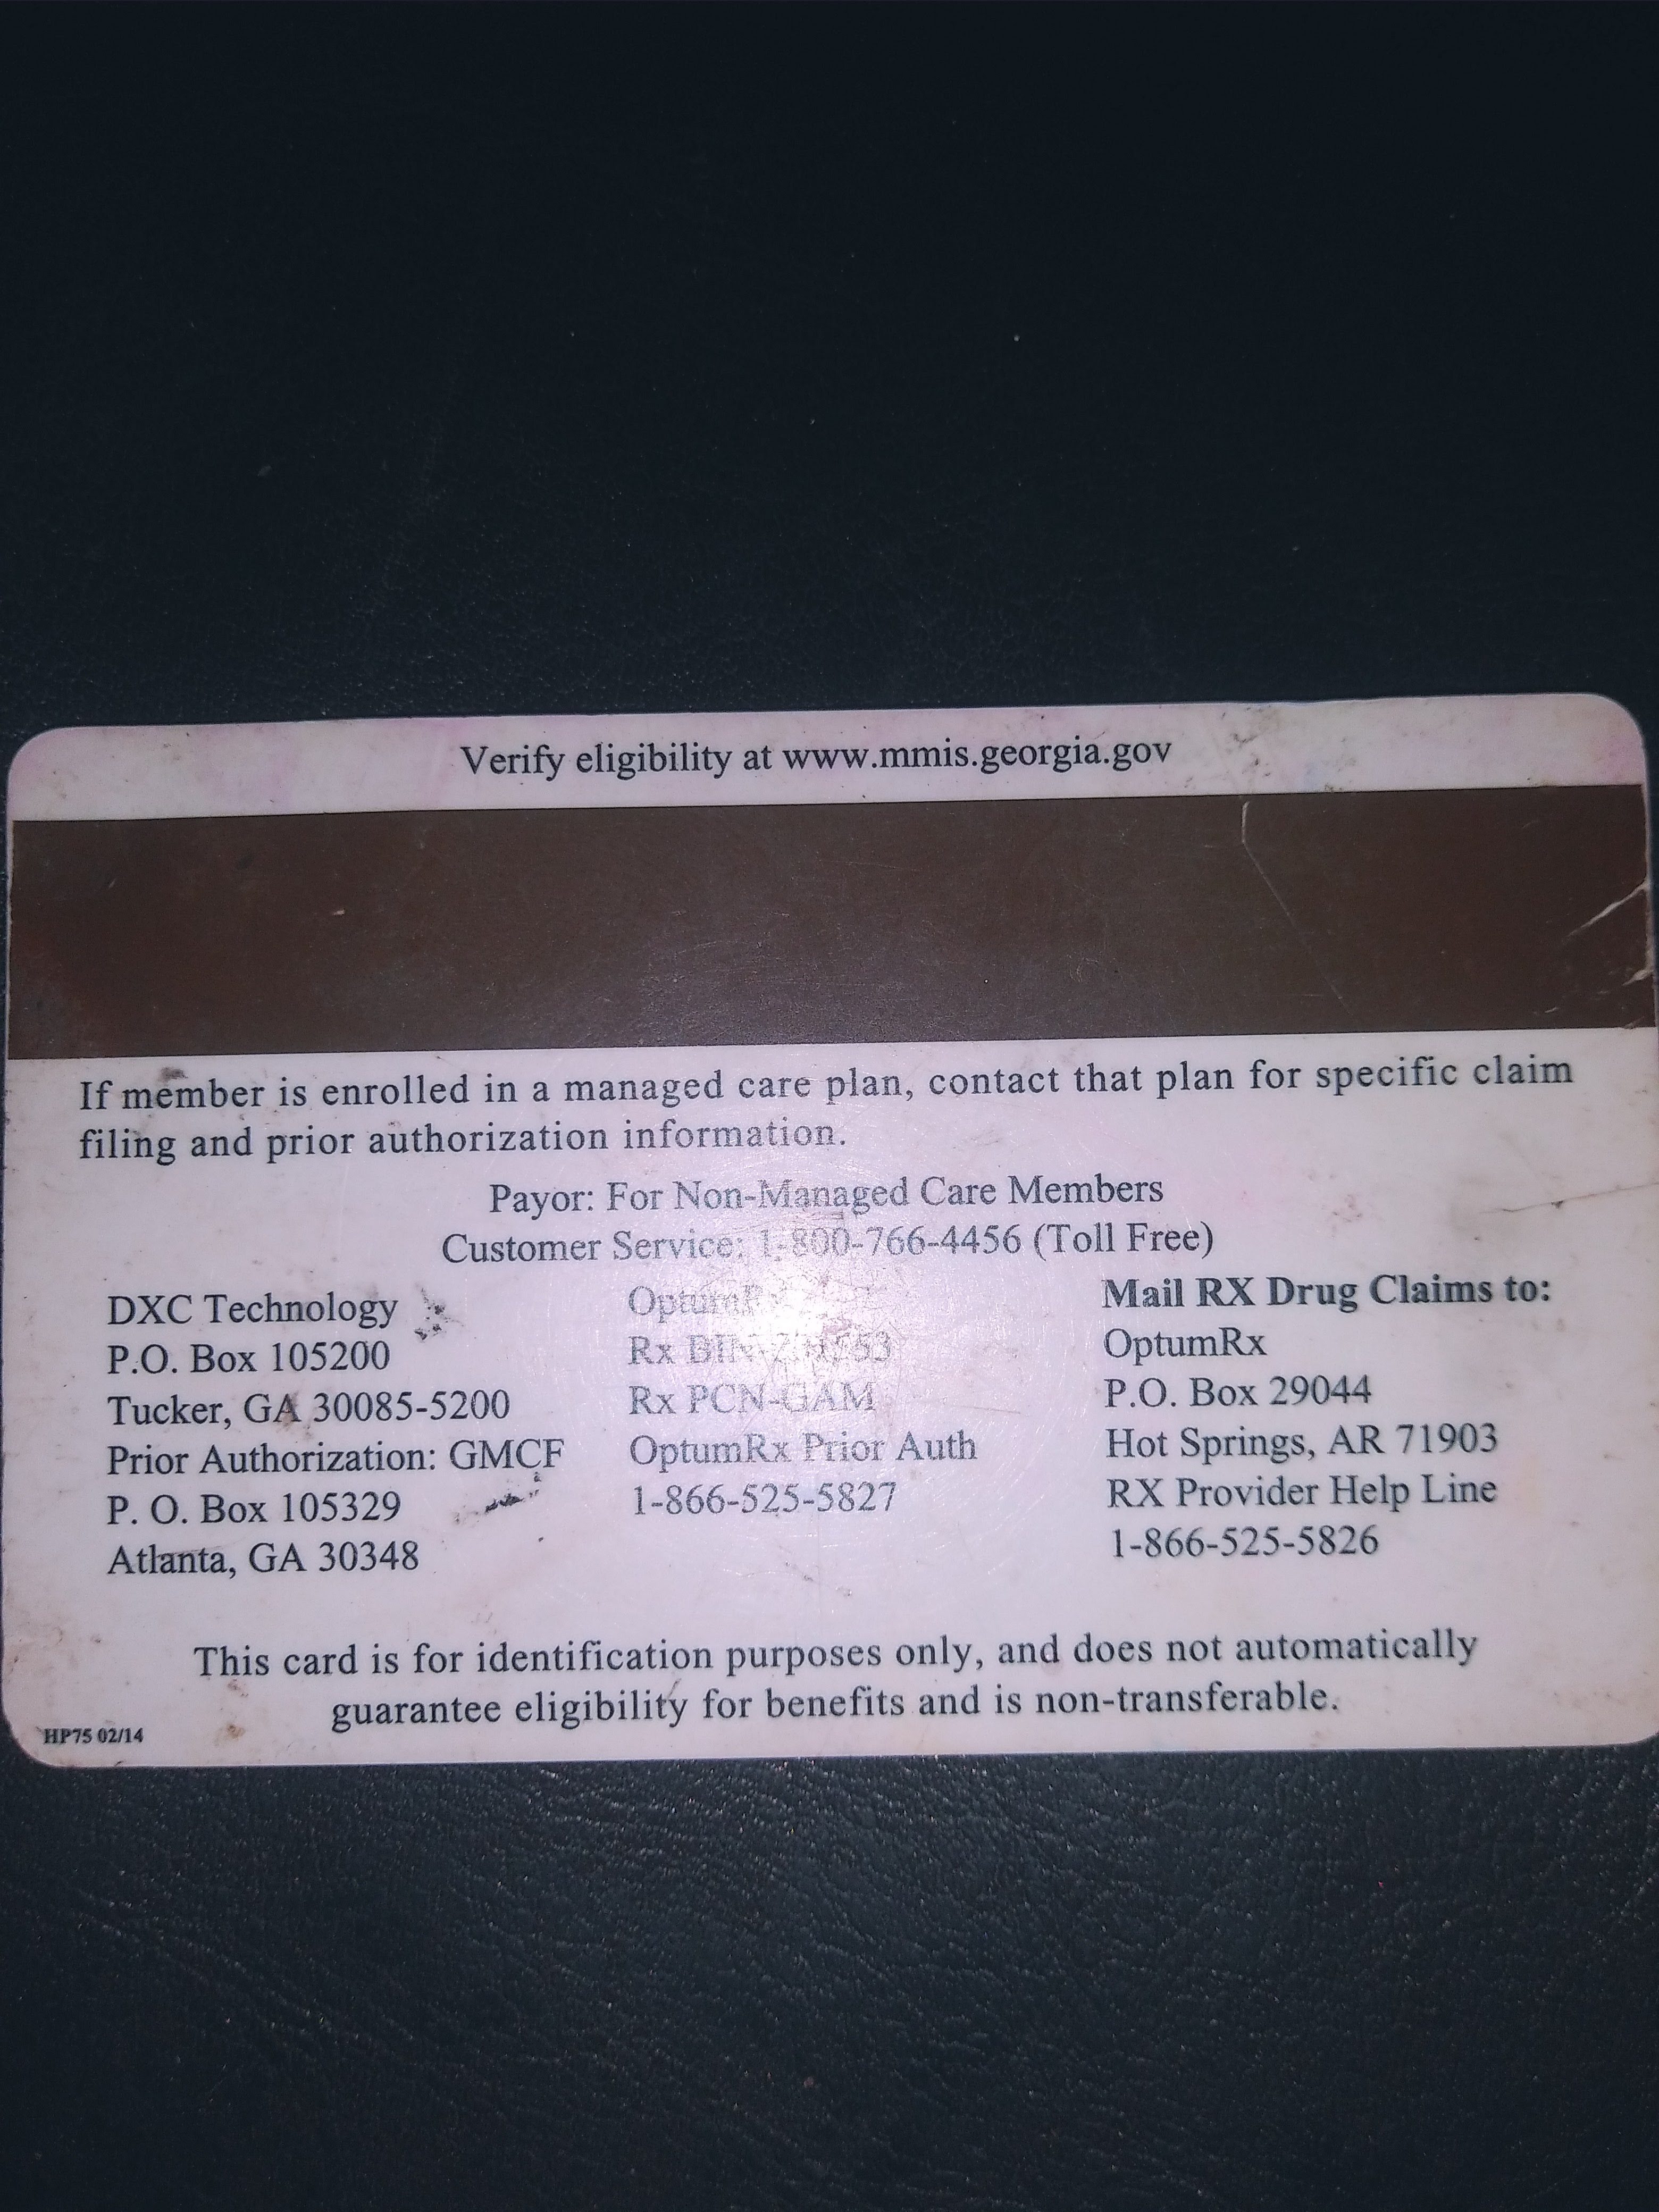 Verify eligibility at www.mmis.georgia.gov
If member is enrolled in a managed care plan, contact that plan for specific claim
filing and prior authorization information.
Payor: For Non-Managed Care Members
Customer Service: 1-800-766-4456 (Toll Free)
DXC Technology
P.O. Box 105200
Tucker, GA 30085-5200
Prior Authorization: GMCF
P. O. Box 105329
Atlanta, GA 30348
OptumRx
Rx
Rx PCN-GAM
OptumRx Prior Auth
1-866-525-5827
Mail RX Drug Claims to:
OptumRx
P.O. Box 29044
Hot Springs, AR 71903
RX Provider Help Line
1-866-525-5826
This card is for identification purposes only, and does not automatically
guarantee eligibility for benefits and is non-transferable.
HP75 02/14